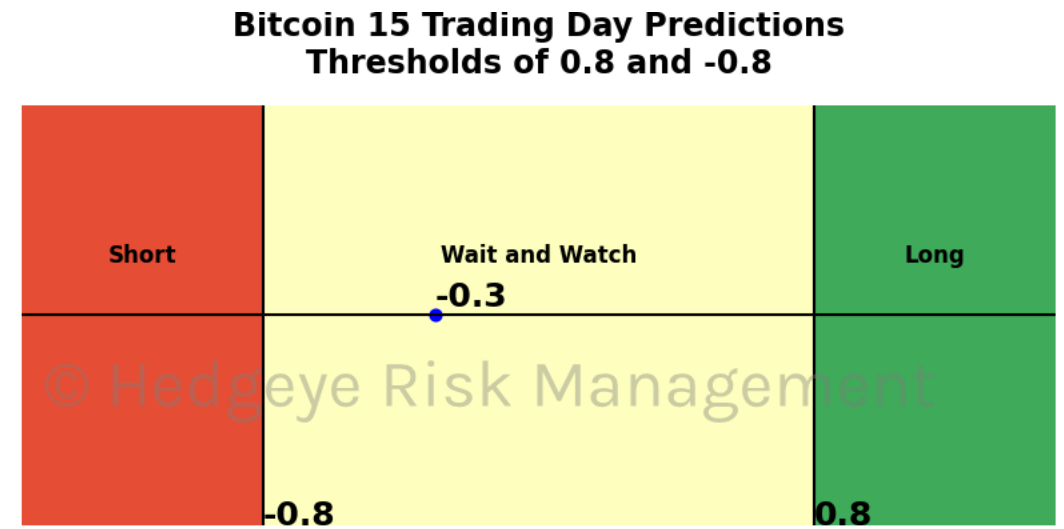 Bitcoin 15 Trading Day Predictions
Thresholds of 0.8 and -0.8
Short
Wait and Watch
Long
-0.3
© Hedgeye Risk Management
-0.8
0.8